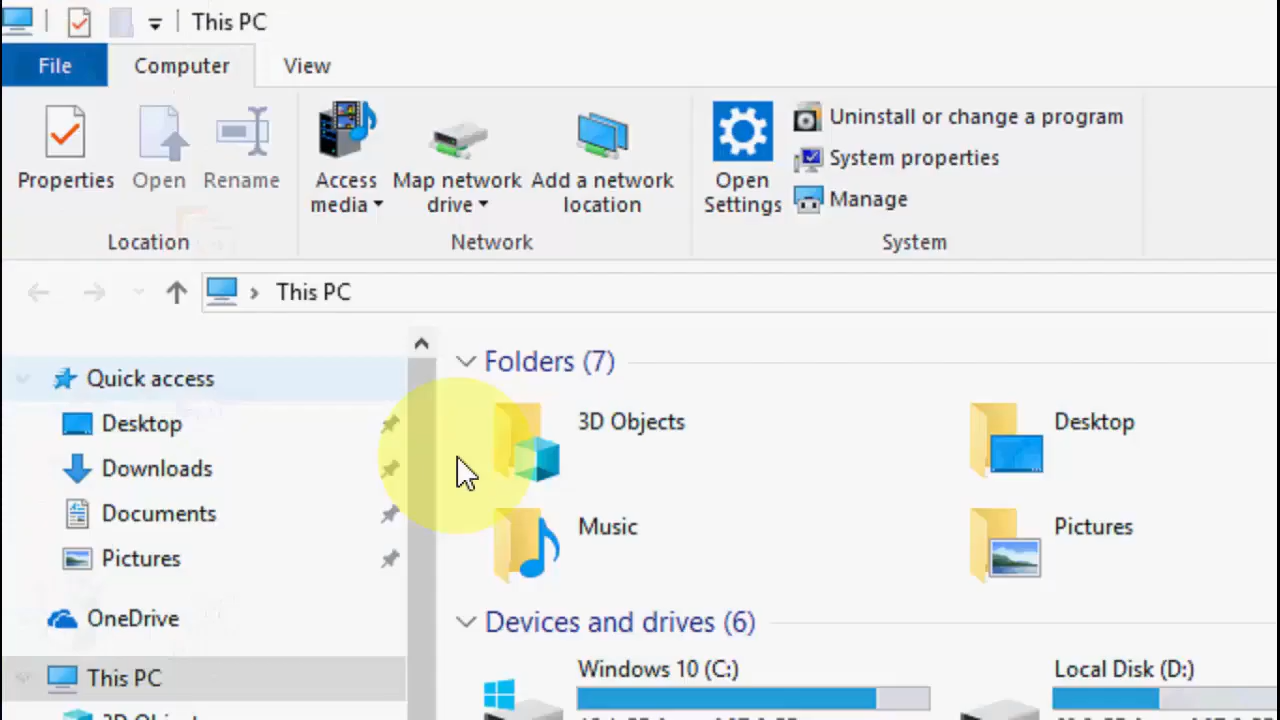 This PC
File Computer View
Properties Open Rename Access media Map network drive Add a network location Open Settings
Uninstall or change a program
System properties
Manage
Location Network System
This PC
Quick access
Desktop
Downloads
Documents
Pictures
OneDrive
This PC
Folders (7)
3D Objects Desktop
Music Pictures
Devices and drives (6)
Windows 10 (C:) Local Disk (D:)